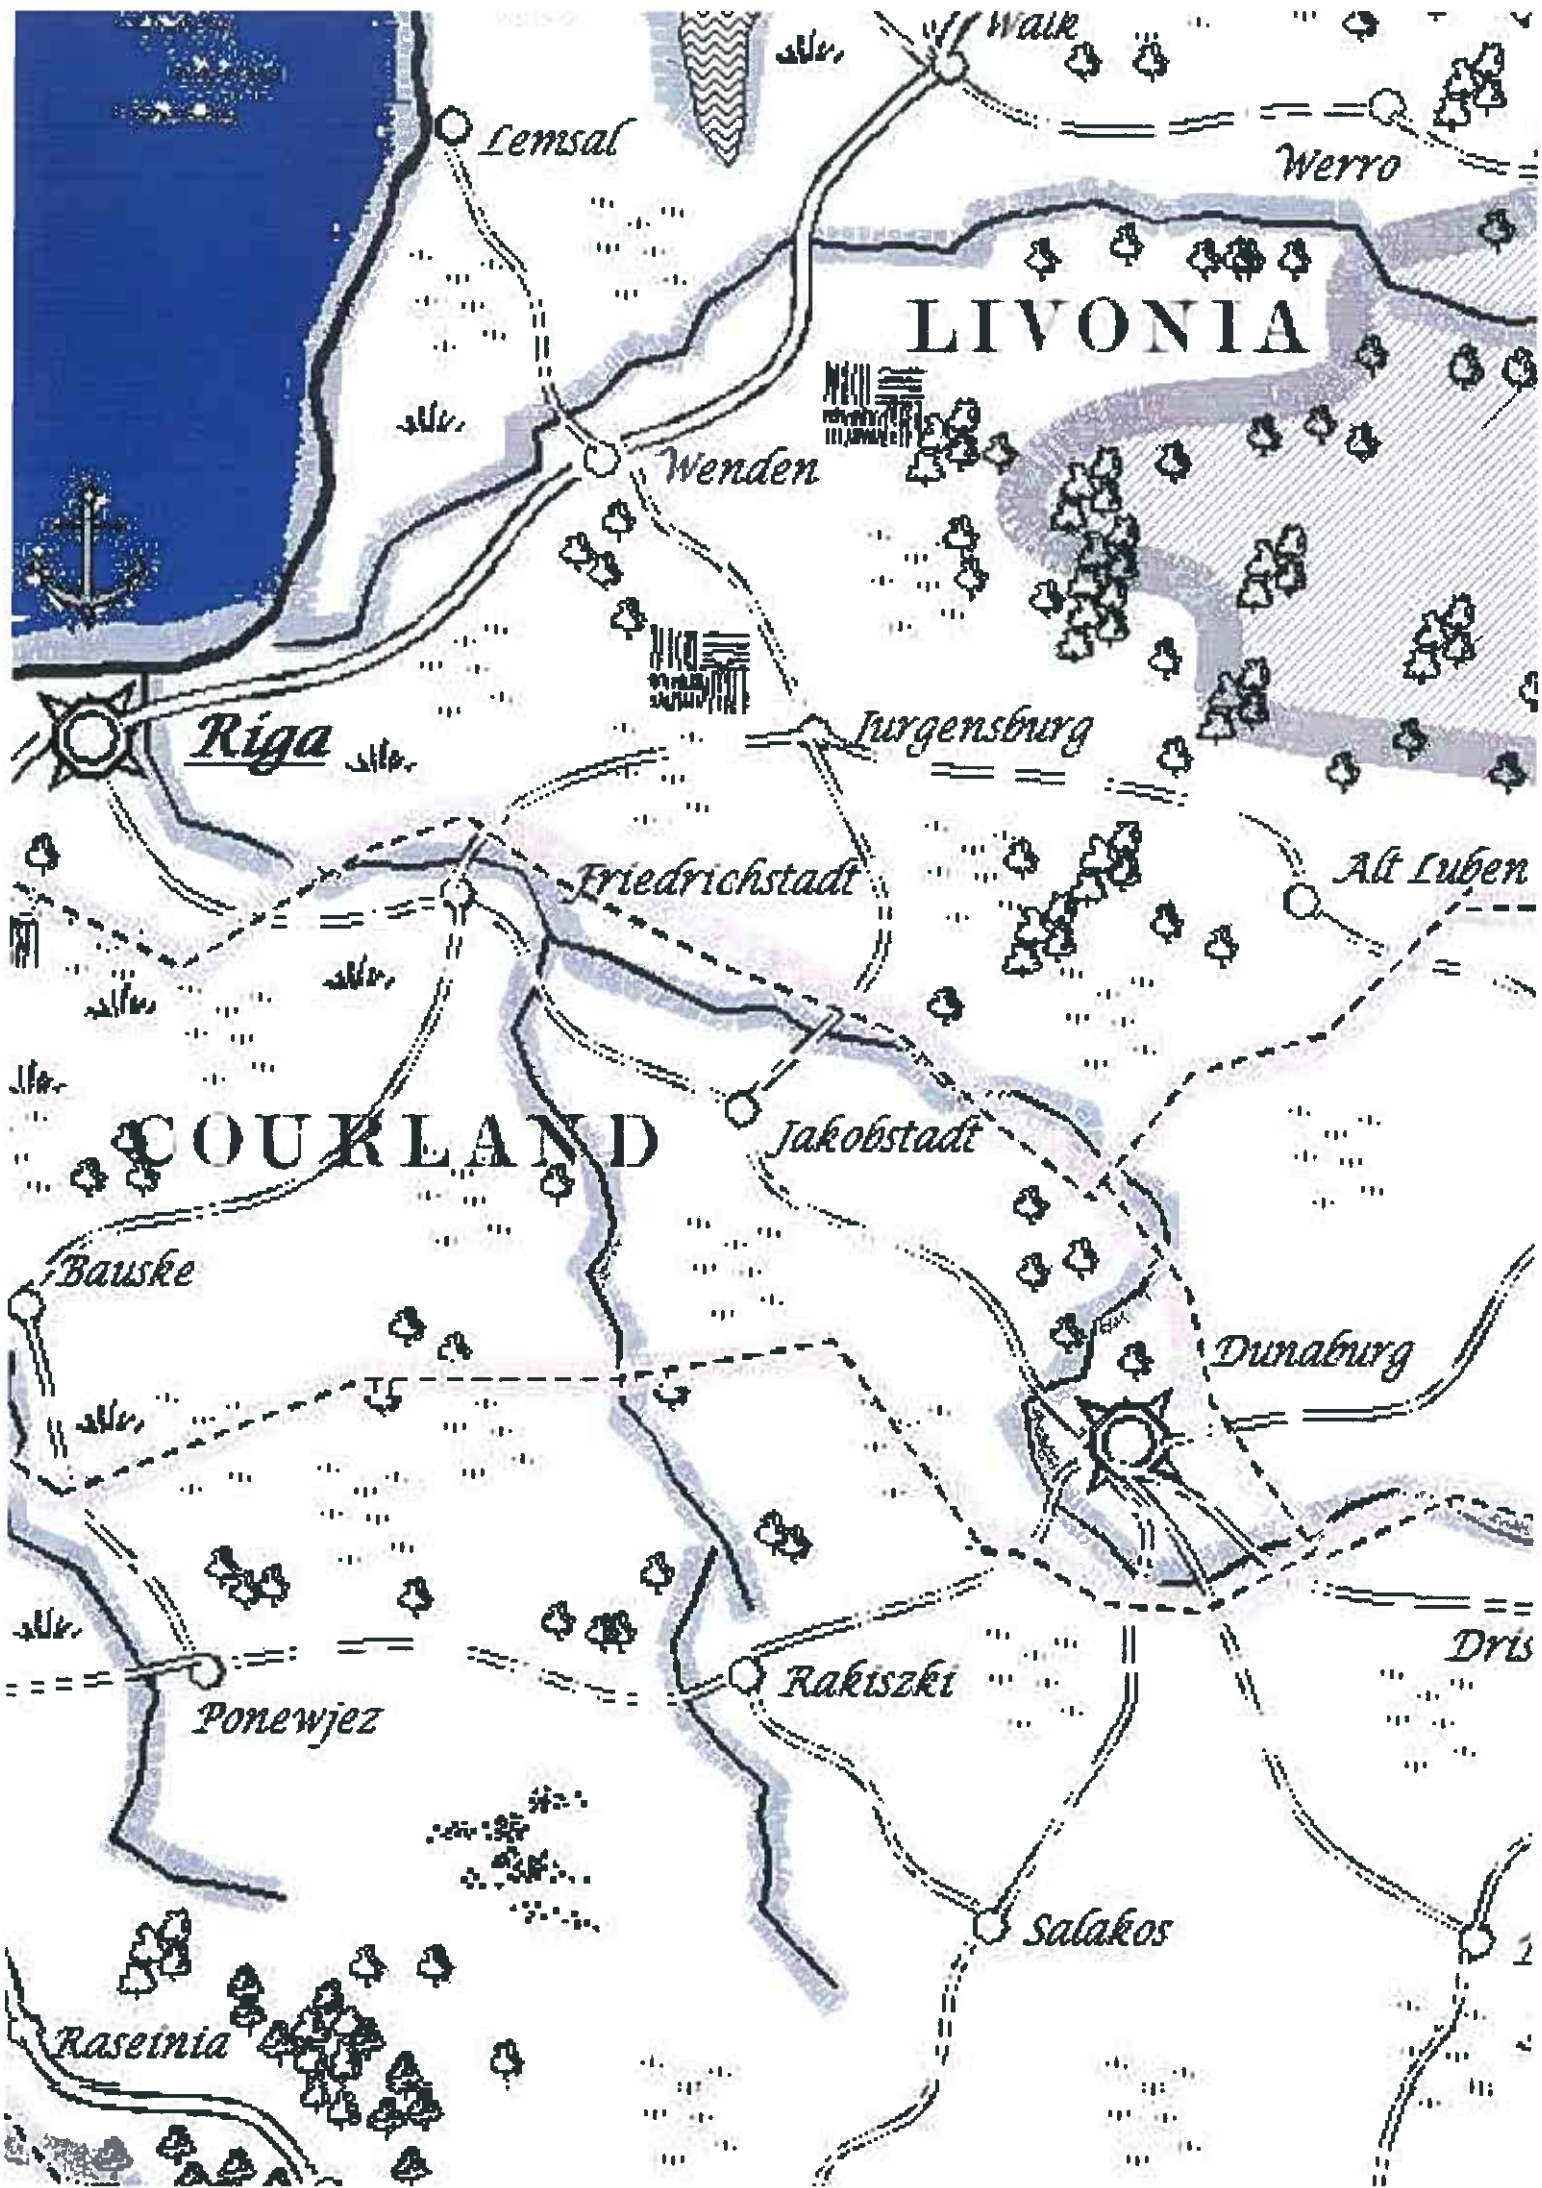 Walk
Lemsal
Werro
LIVONIA
Wenden
Riga
Jurgensburg
Friedrichstadt
Alt Luben
COURLAND
Jakobstadt
Bauske
Dunaburg
Dris
Rakiszki
Ponewjez
Salakos
Raseinia